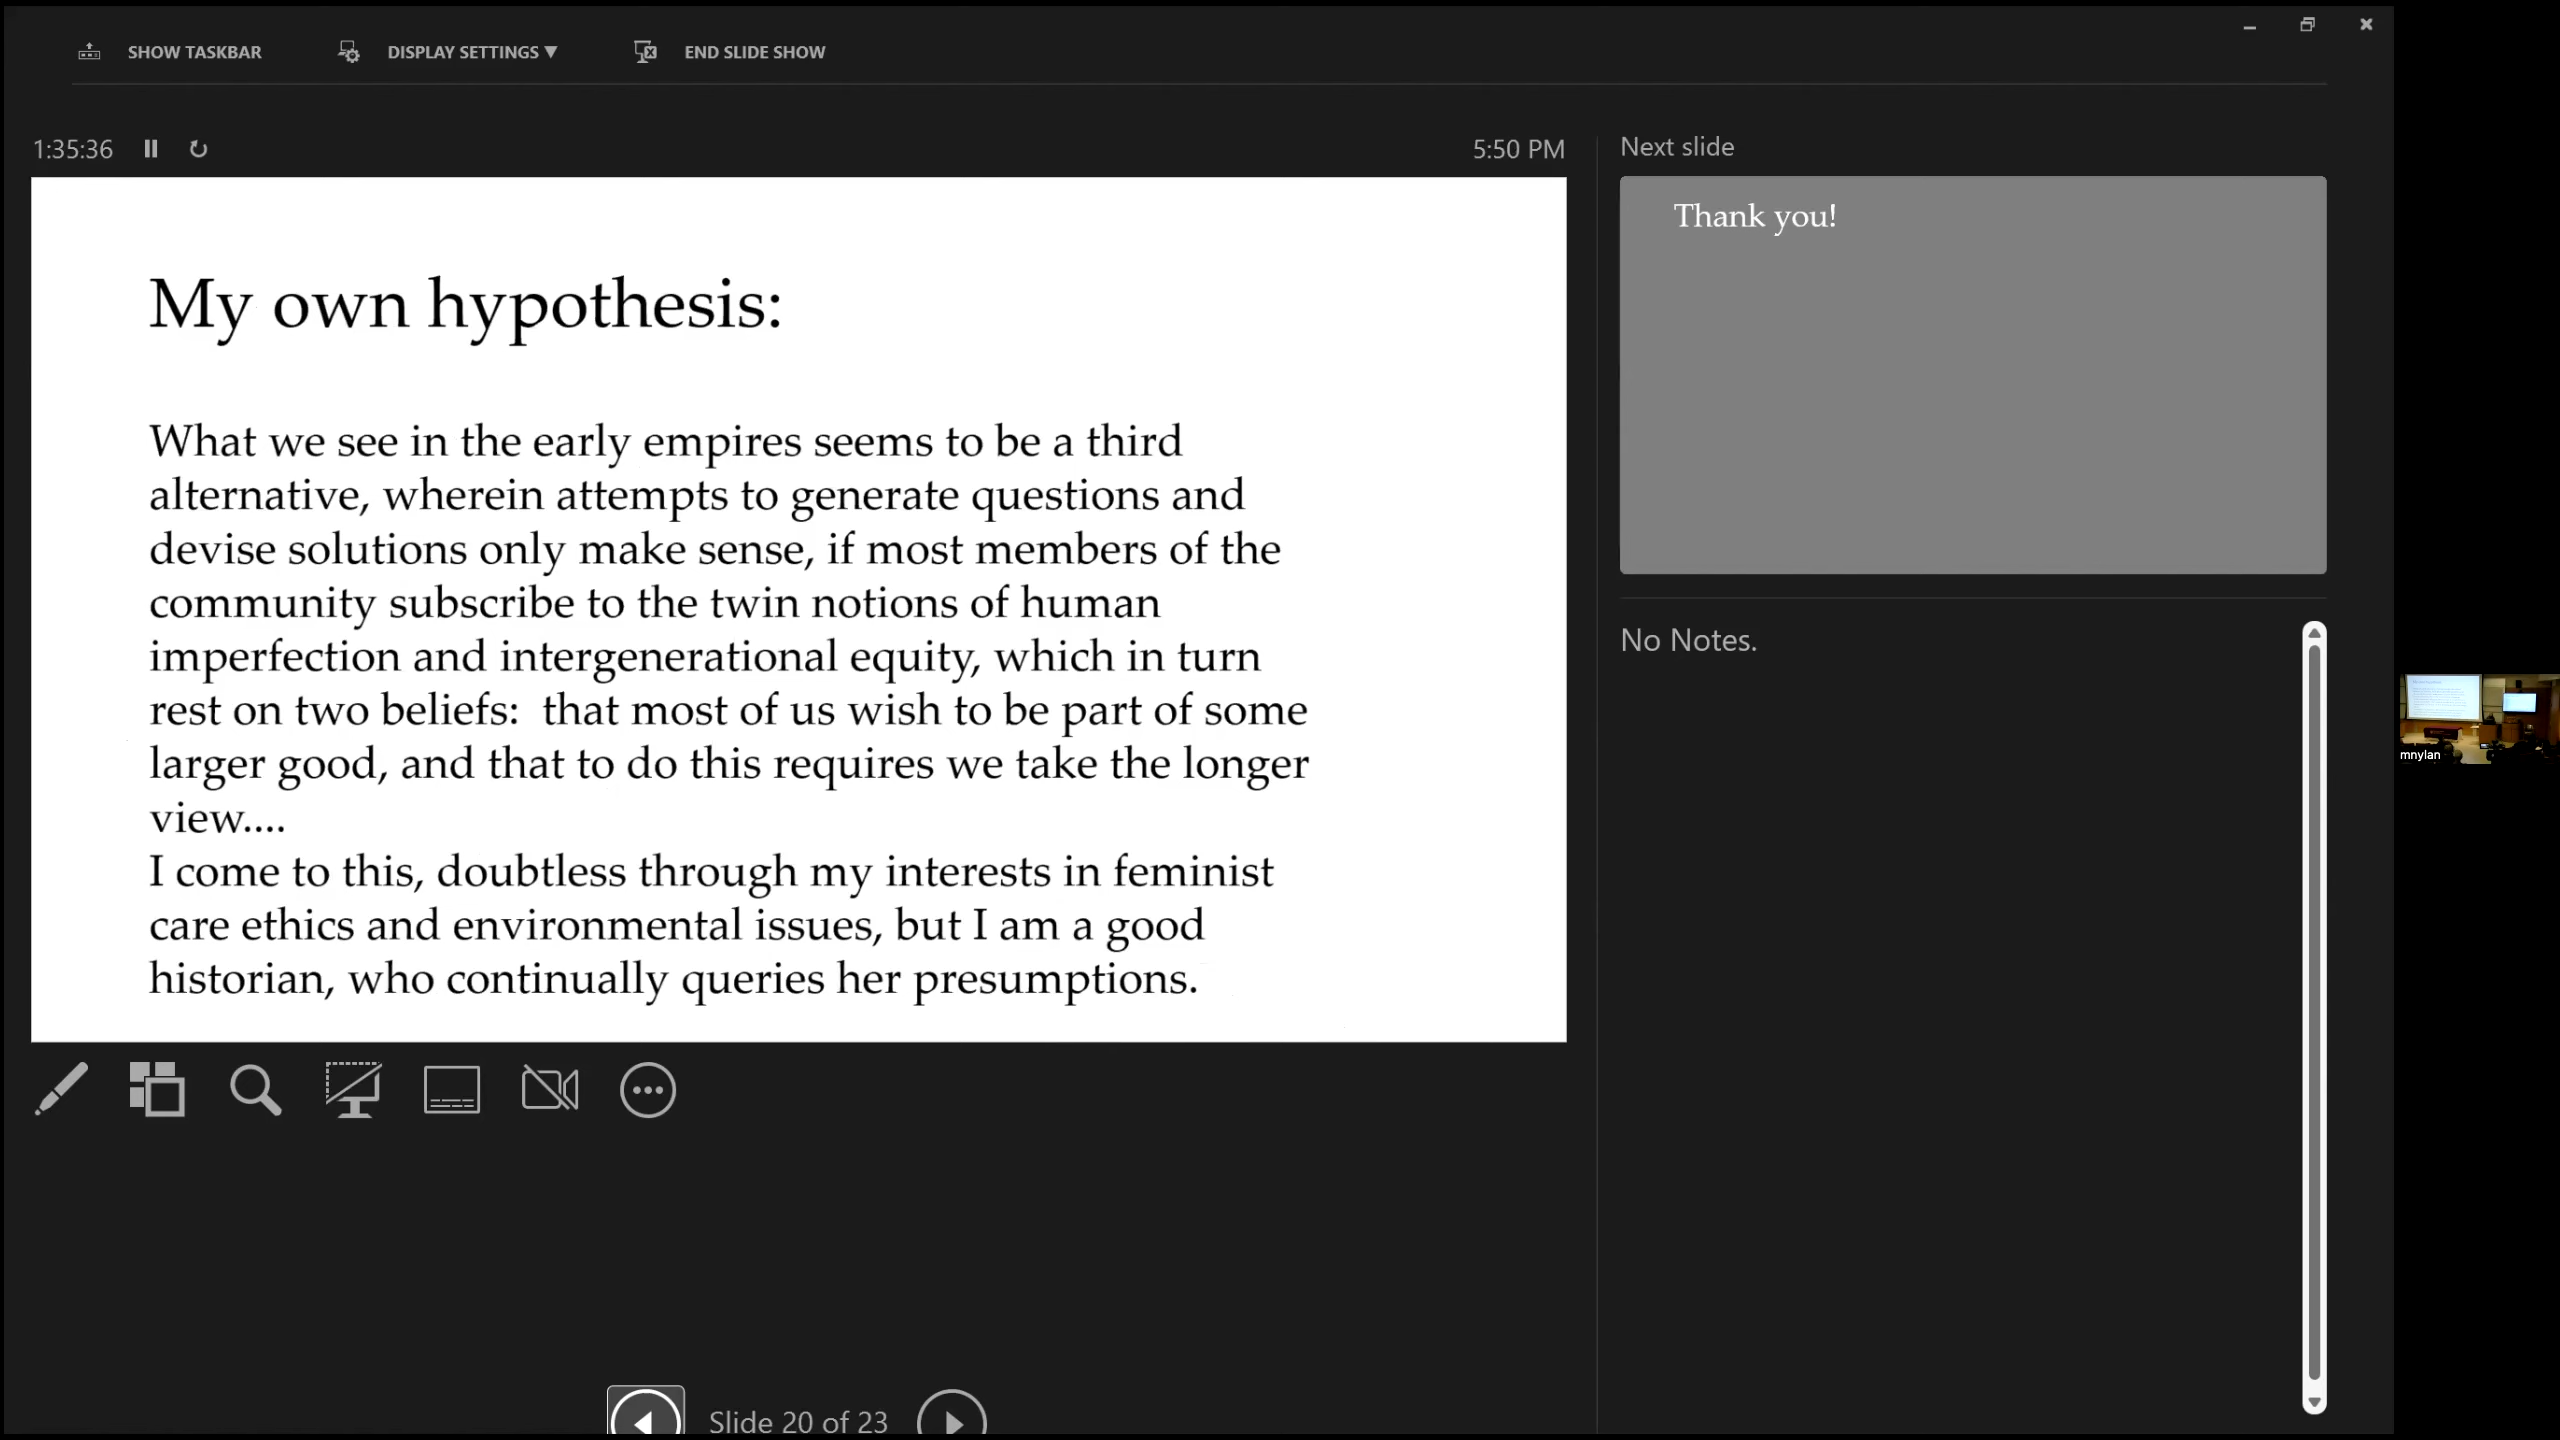 SHOW TASKBAR
DISPLAY SETTINGS ▼
END SLIDE SHOW
1:35:36
5:50 PM
My own hypothesis:
What we see in the early empires seems to be a third
alternative, wherein attempts to generate questions and
devise solutions only make sense, if most members of the
community subscribe to the twin notions of human
imperfection and intergenerational equity, which in turn
rest on two beliefs:  that most of us wish to be part of some
larger good, and that to do this requires we take the longer
view....
I come to this, doubtless through my interests in feminist
care ethics and environmental issues, but I am a good
historian, who continually queries her presumptions.
Slide 20 of 23
Next slide
Thank you!
No Notes.
mnylan